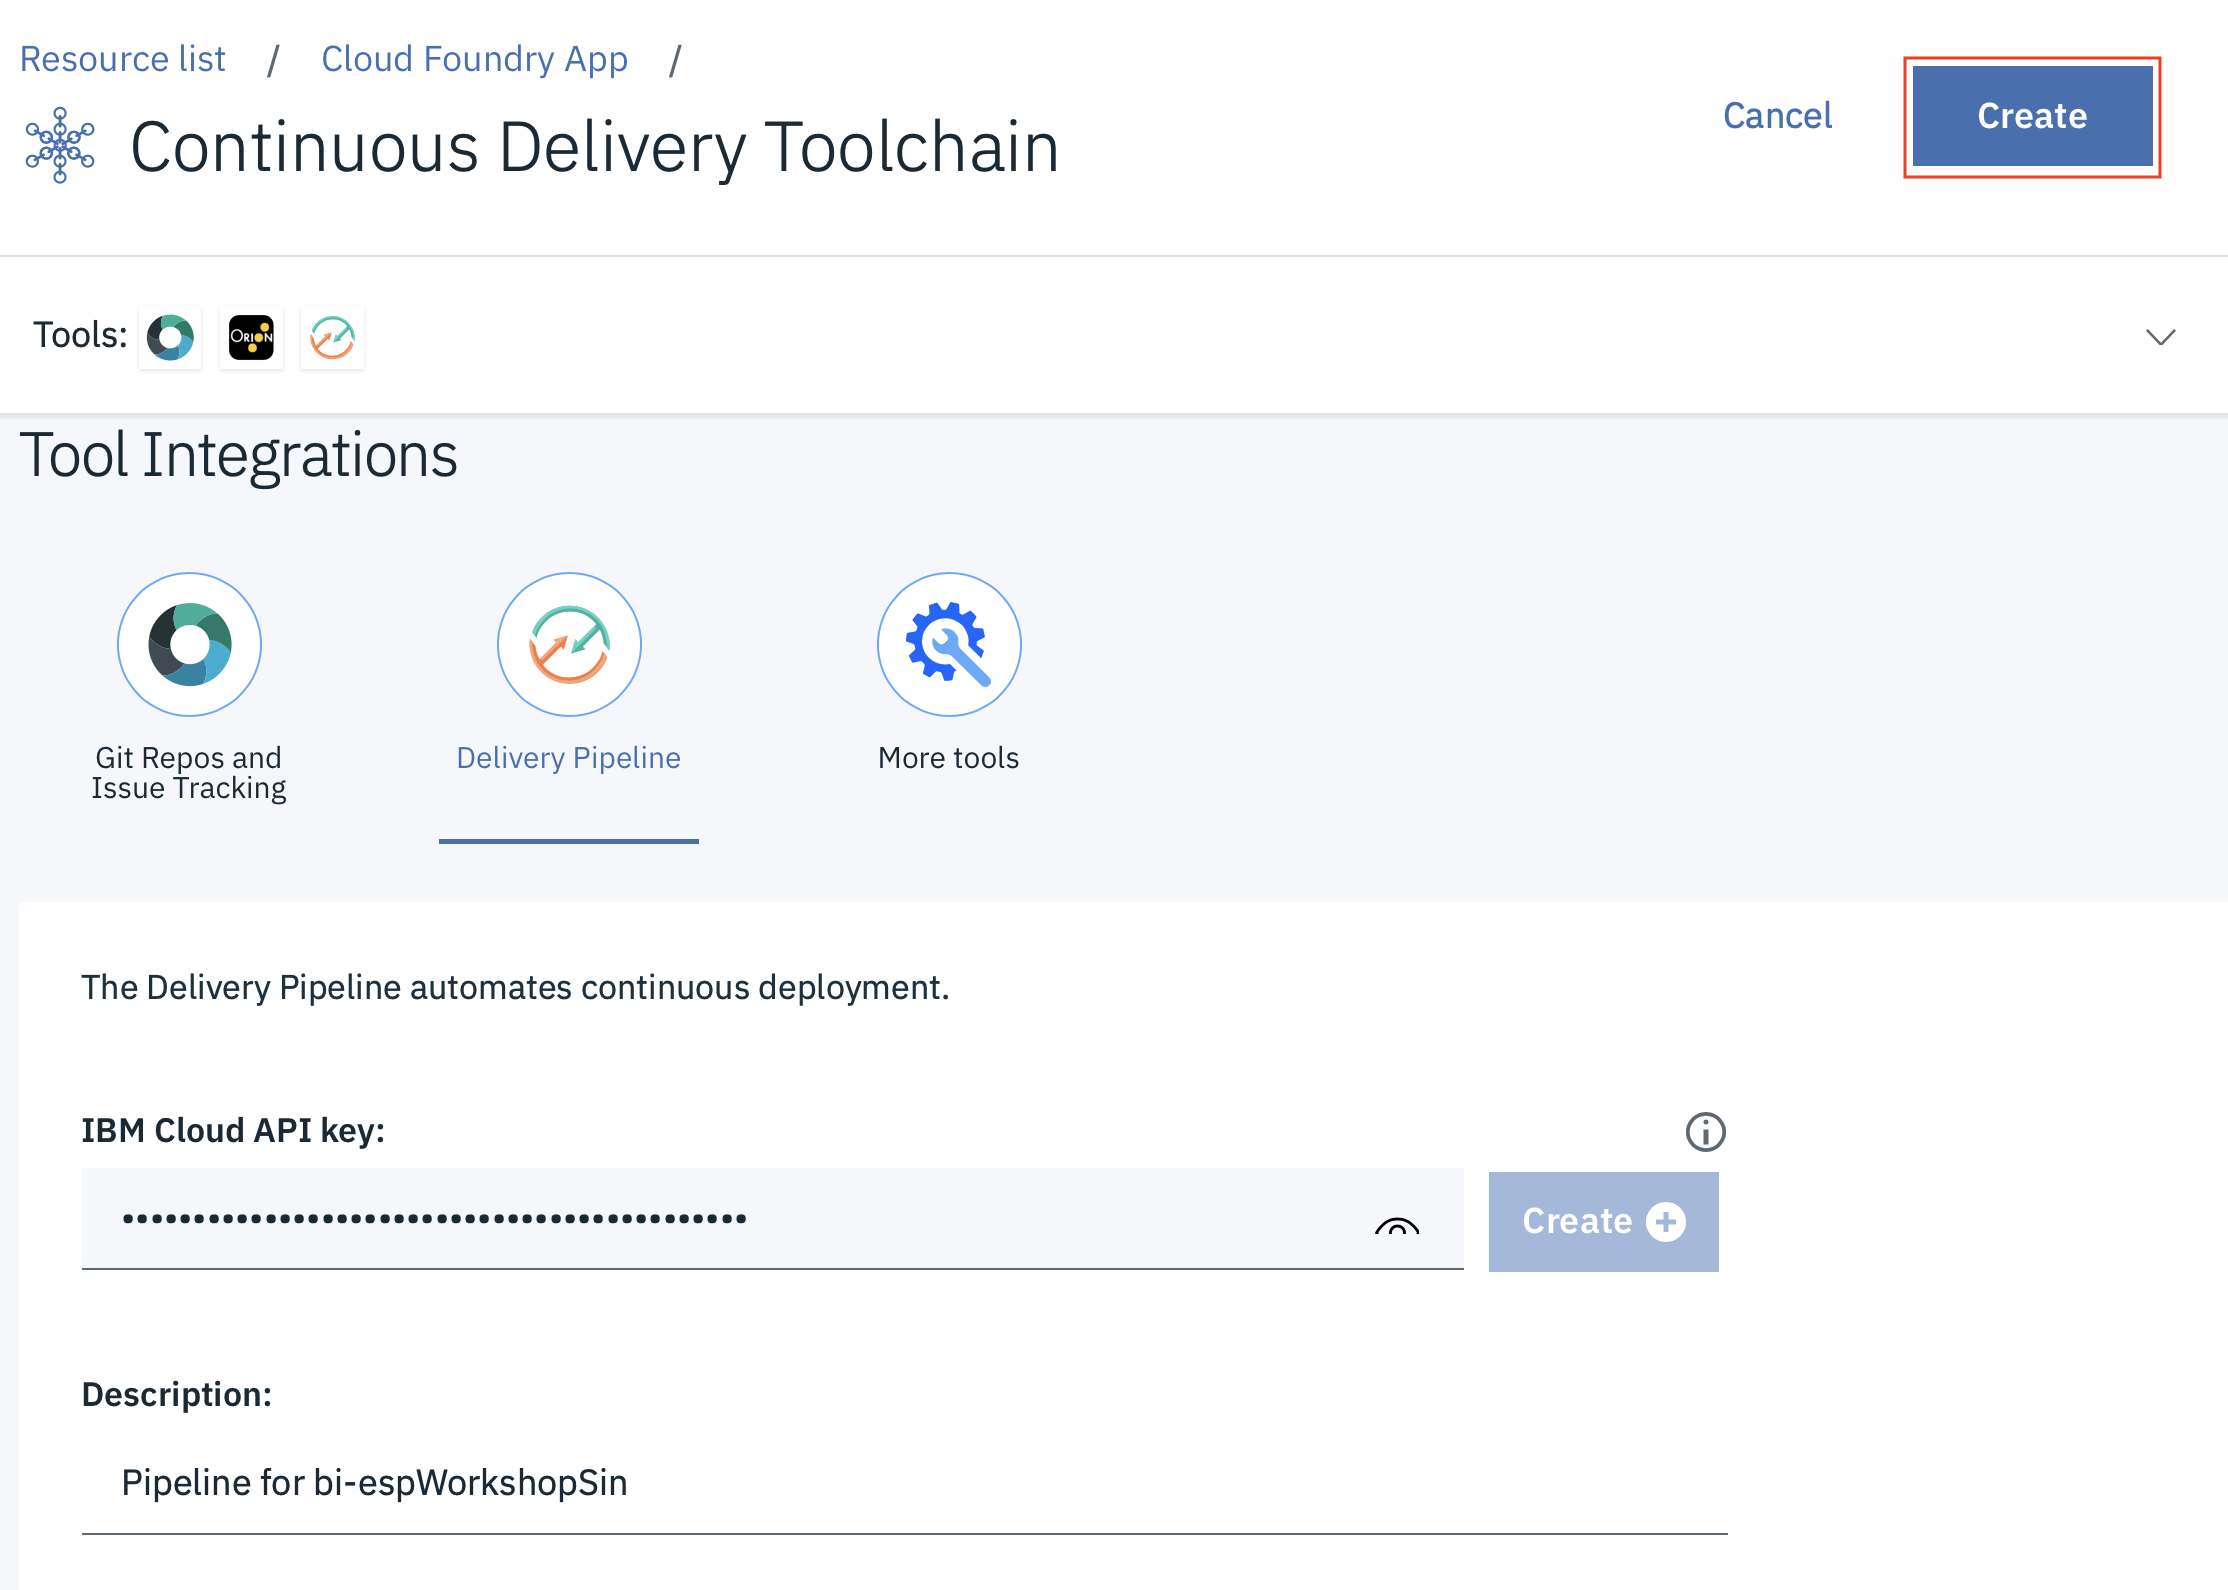 Resource list / Cloud Foundry App /
Continuous Delivery Toolchain
Cancel
Create
Tools:
ORION
Tool Integrations
Git Repos and
Issue Tracking
Delivery Pipeline
More tools
The Delivery Pipeline automates continuous deployment.
IBM Cloud API key:
••••••••••••••••••••••••••••••••••••••••••••
Create
Description:
Pipeline for bi-espWorkshopSin